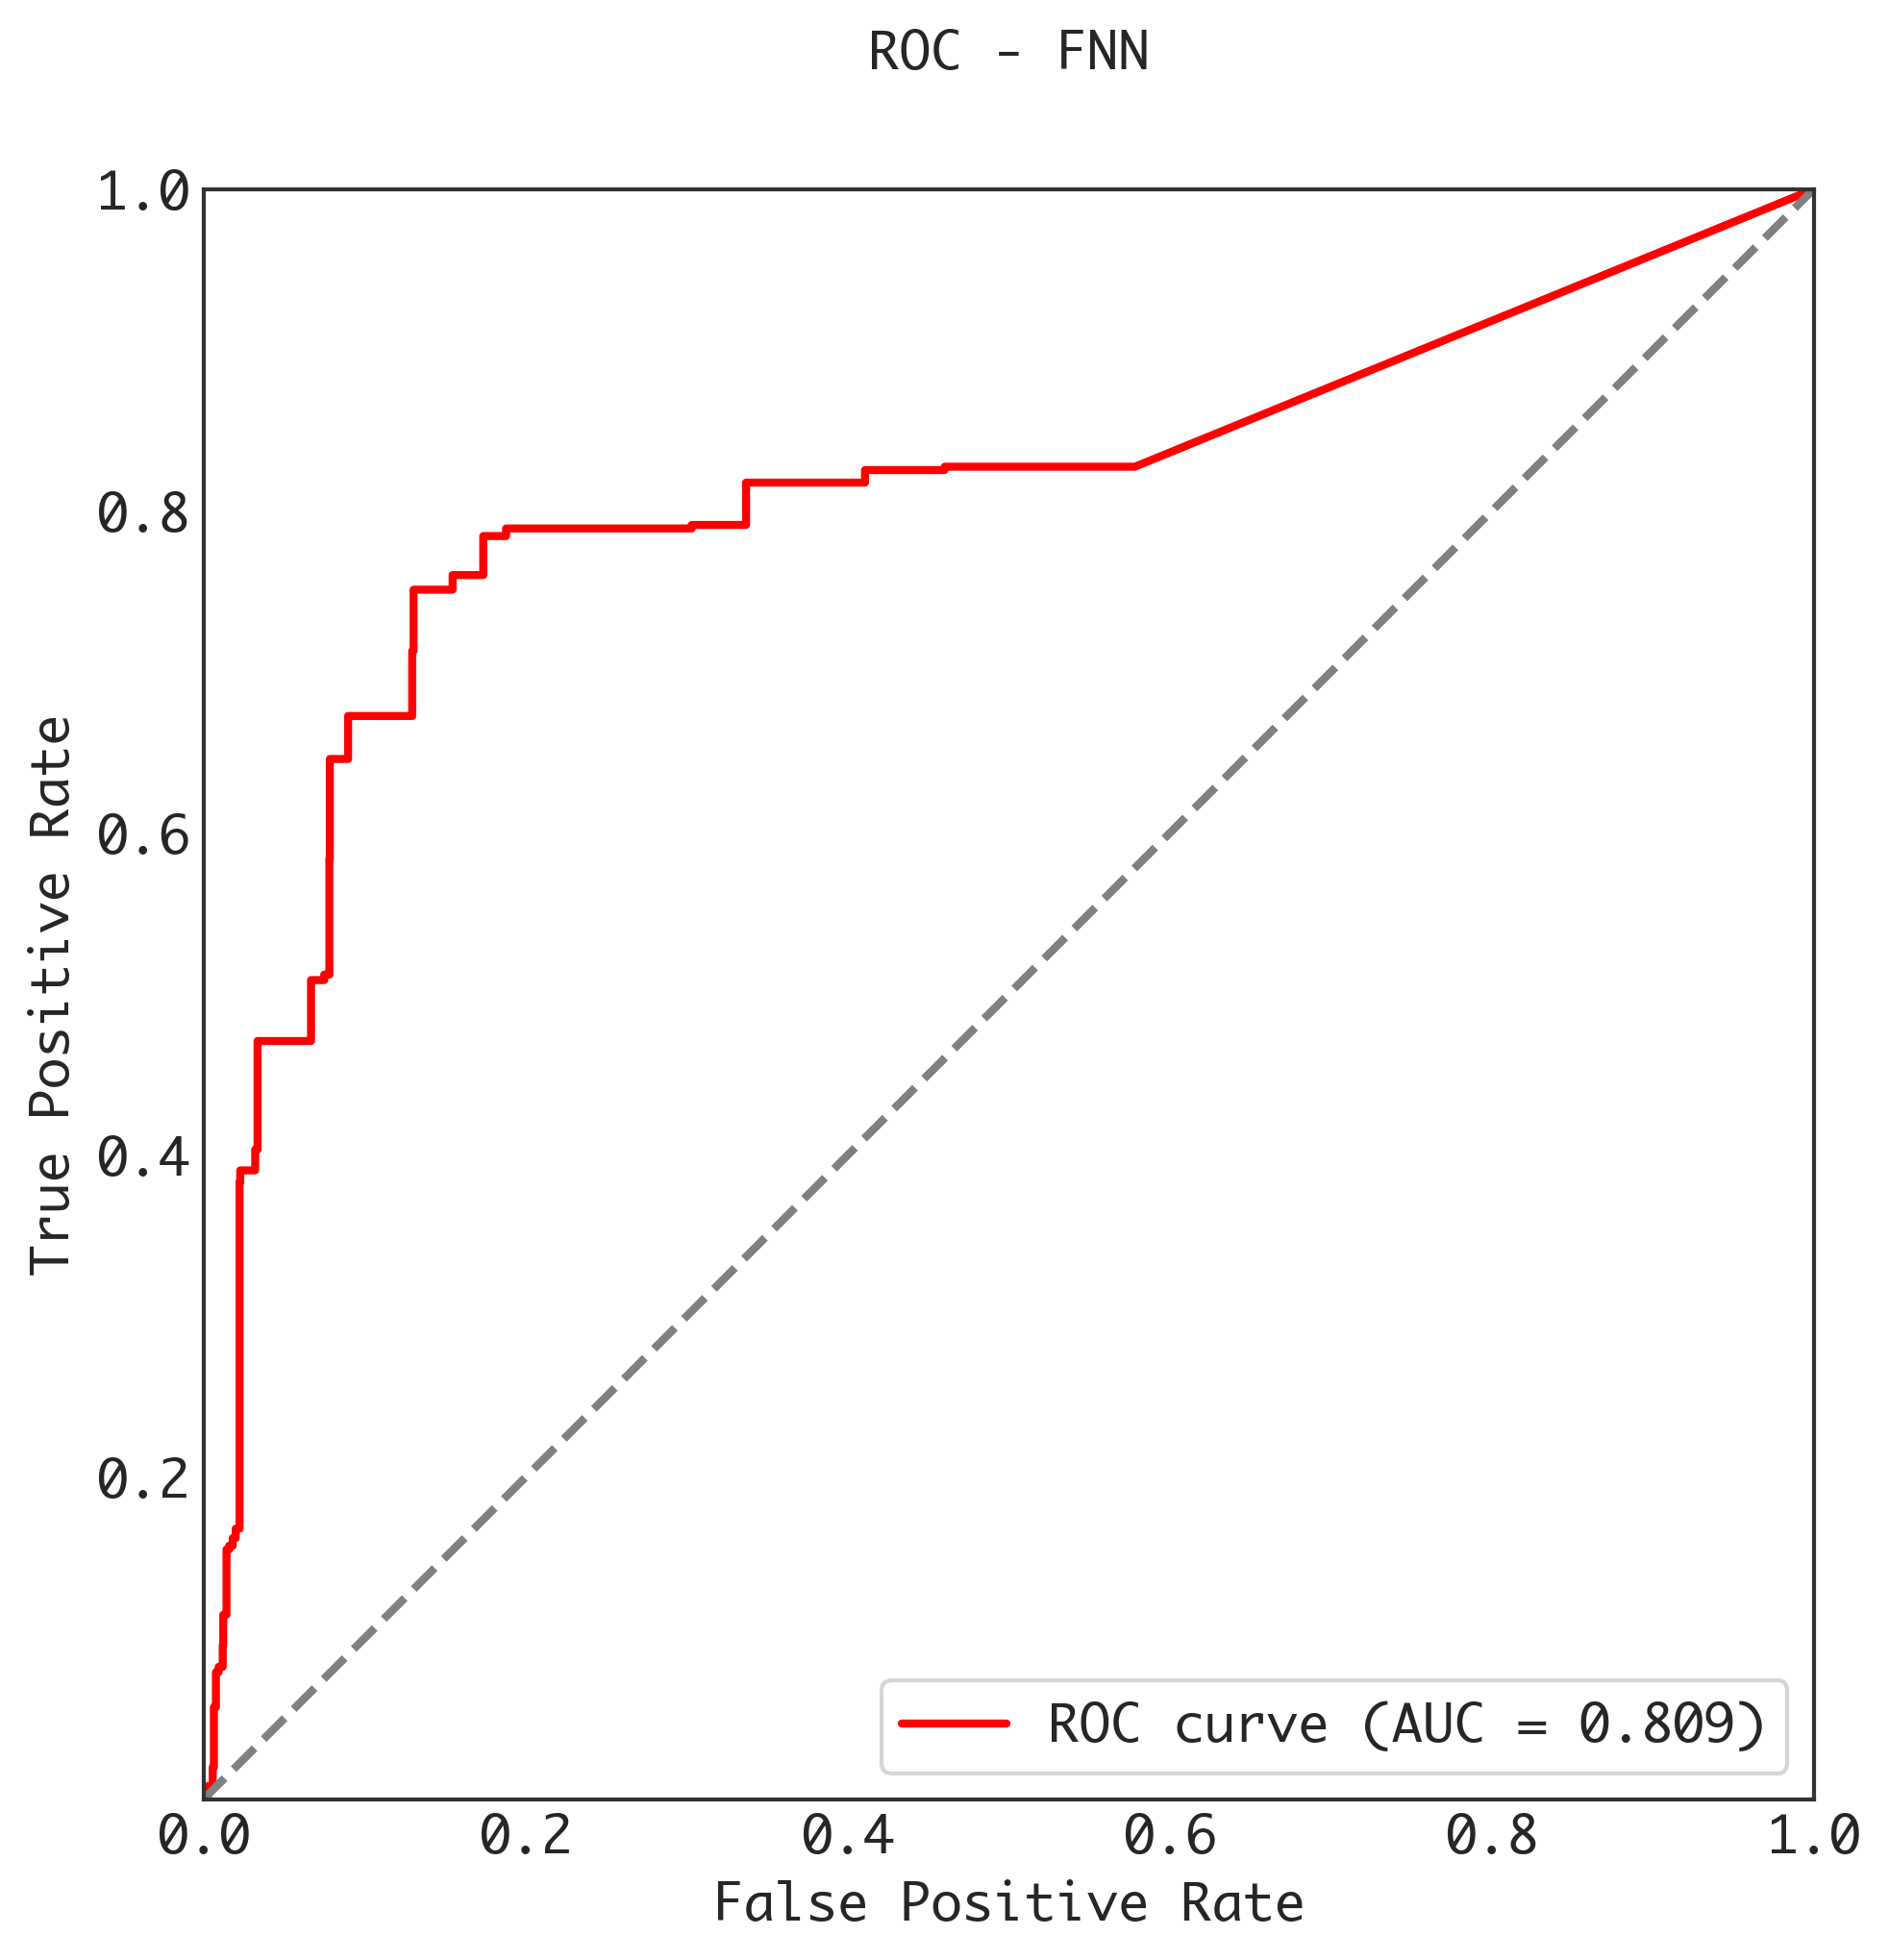 ROC - FNN
1.0
0.8
0.6
0.4
0.2
True Positive Rate
ROC curve (AUC = 0.809)
0.0 0.2 0.4 0.6 0.8 1.0
False Positive Rate